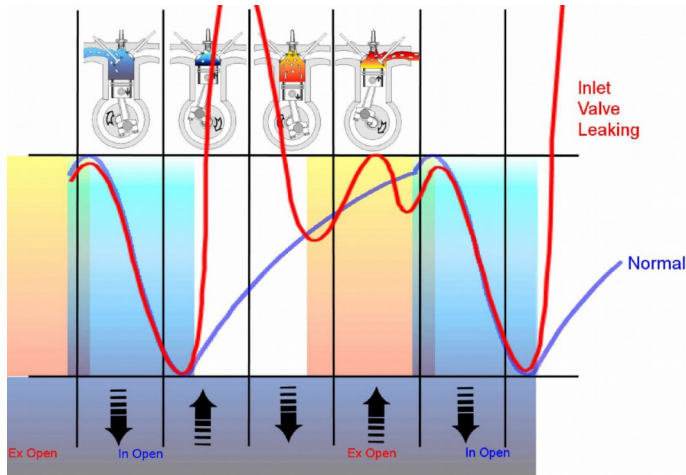 Inlet
Valve
Leaking
Normal
Ex Open
In Open
Ex Open
In Open